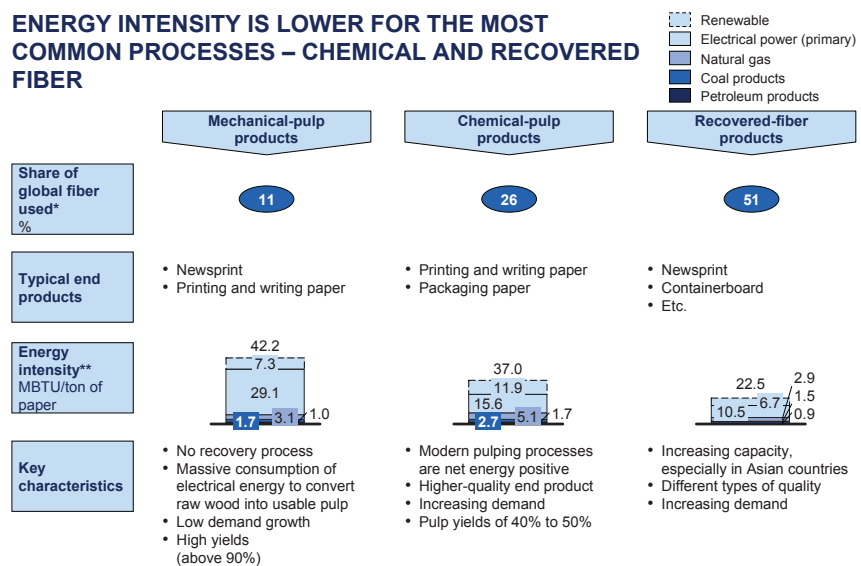 ENERGY INTENSITY IS LOWER FOR THE MOST
COMMON PROCESSES – CHEMICAL AND RECOVERED
FIBER
Renewable
Electrical power (primary)
Natural gas
Coal products
Petroleum products
Mechanical-pulp
products
Chemical-pulp
products
Recovered-fiber
products
Share of
global fiber
used*
%
11
26
51
Typical end
products
• Newsprint
• Printing and writing paper
• Printing and writing paper
• Packaging paper
• Newsprint
• Containerboard
• Etc.
Energy
intensity**
MBTU/ton of
paper
42.2
7.3
29.1
1.7
3.1
1.0
37.0
11.9
15.6
2.7
5.1
1.7
22.5
2.9
6.7
1.5
10.5
0.9
Key
characteristics
• No recovery process
• Massive consumption of
electrical energy to convert
raw wood into usable pulp
• Low demand growth
• High yields
(above 90%)
• Modern pulping processes
are net energy positive
• Higher-quality end product
• Increasing demand
• Pulp yields of 40% to 50%
• Increasing capacity,
especially in Asian countries
• Different types of quality
• Increasing demand